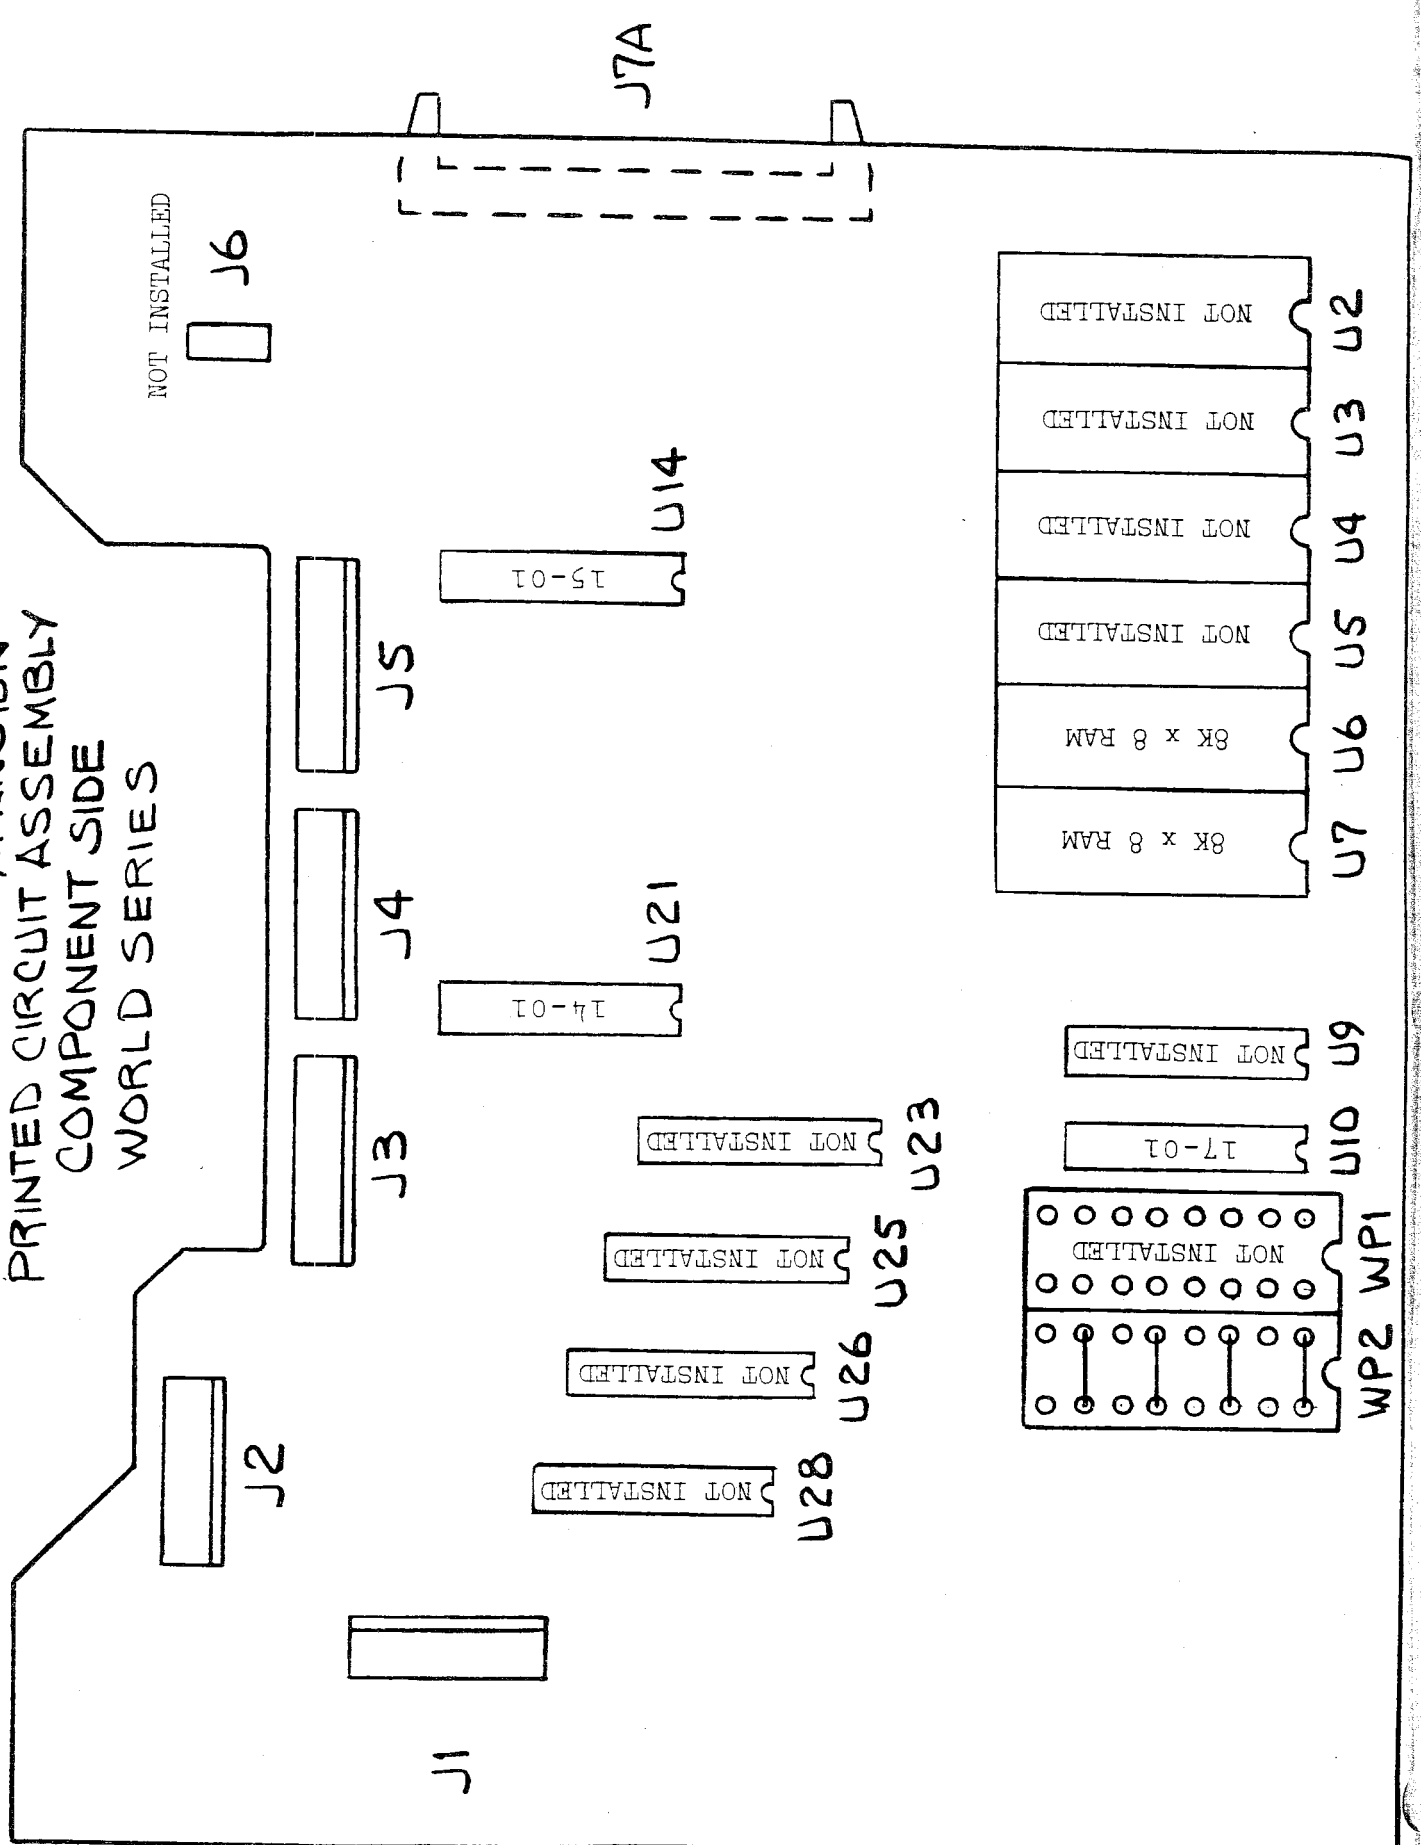 PRINTED CIRCUIT ASSEMBLY
COMPONENT SIDE
WORLD SERIES
J1
J2
J3
J4
J5
NOT INSTALLED
J6
J7A
14-01
U21
15-01
U14
NOT INSTALLED
U28
NOT INSTALLED
U26
NOT INSTALLED
U25
NOT INSTALLED
U23
WP2
NOT INSTALLED
WP1
17-01
U10
NOT INSTALLED
U9
8K x 8 RAM
U7
8K x 8 RAM
U6
NOT INSTALLED
U5
NOT INSTALLED
U4
NOT INSTALLED
U3
NOT INSTALLED
U2